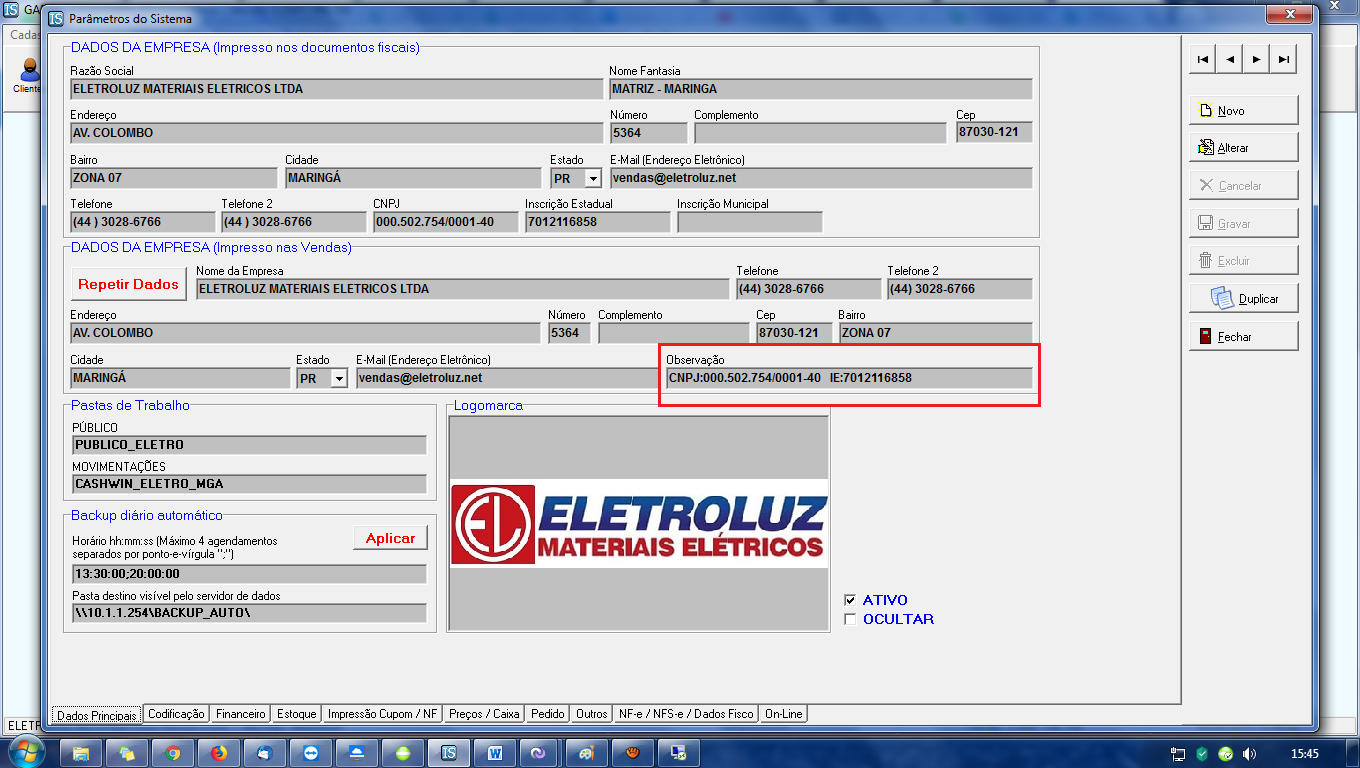 GA
Parâmetros do Sistema
Cadas
Cliente
DADOS DA EMPRESA (Impresso nos documentos fiscais)
Razão Social Nome Fantasia
ELETROLUZ MATERIAIS ELETRICOS LTDA MATRIZ - MARINGA
Endereço Número Complemento Cep
AV. COLOMBO 5364 87030-121
Bairro Cidade Estado E-Mail (Endereço Eletrônico)
ZONA 07 MARINGÁ PR vendas@eletroluz.net
Telefone Telefone 2 CNPJ Inscrição Estadual Inscrição Municipal
(44 ) 3028-6766 (44 ) 3028-6766 000.502.754/0001-40 7012116858
DADOS DA EMPRESA (Impresso nas Vendas)
Repetir Dados
Nome da Empresa Telefone Telefone 2
ELETROLUZ MATERIAIS ELETRICOS LTDA (44) 3028-6766 (44) 3028-6766
Endereço Número Complemento Cep Bairro
AV. COLOMBO 5364 87030-121 ZONA 07
Cidade Estado E-Mail (Endereço Eletrônico) Observação
MARINGÁ PR vendas@eletroluz.net CNPJ:000.502.754/0001-40 IE:7012116858
Pastas de Trabalho
PÚBLICO
PUBLICO_ELETRO
MOVIMENTAÇÕES
CASHWIN_ELETRO_MGA
Backup diário automático
Horário hh:mm:ss (Máximo 4 agendamentos
separados por ponto-e-vírgula ";")
Aplicar
13:30:00;20:00:00
Pasta destino visível pelo servidor de dados
\\10.1.1.254\BACKUP_AUTO\
Logomarca
EL
ELETROLUZ
MATERIAIS ELÉTRICOS
ATIVO
OCULTAR
Novo
Alterar
Cancelar
Gravar
Excluir
Duplicar
Fechar
Dados Principais Codificação Financeiro Estoque Impressão Cupom / NF Preços / Caixa Pedido Outros NF-e / NFS-e / Dados Fisco On-Line
ELETR
15:45